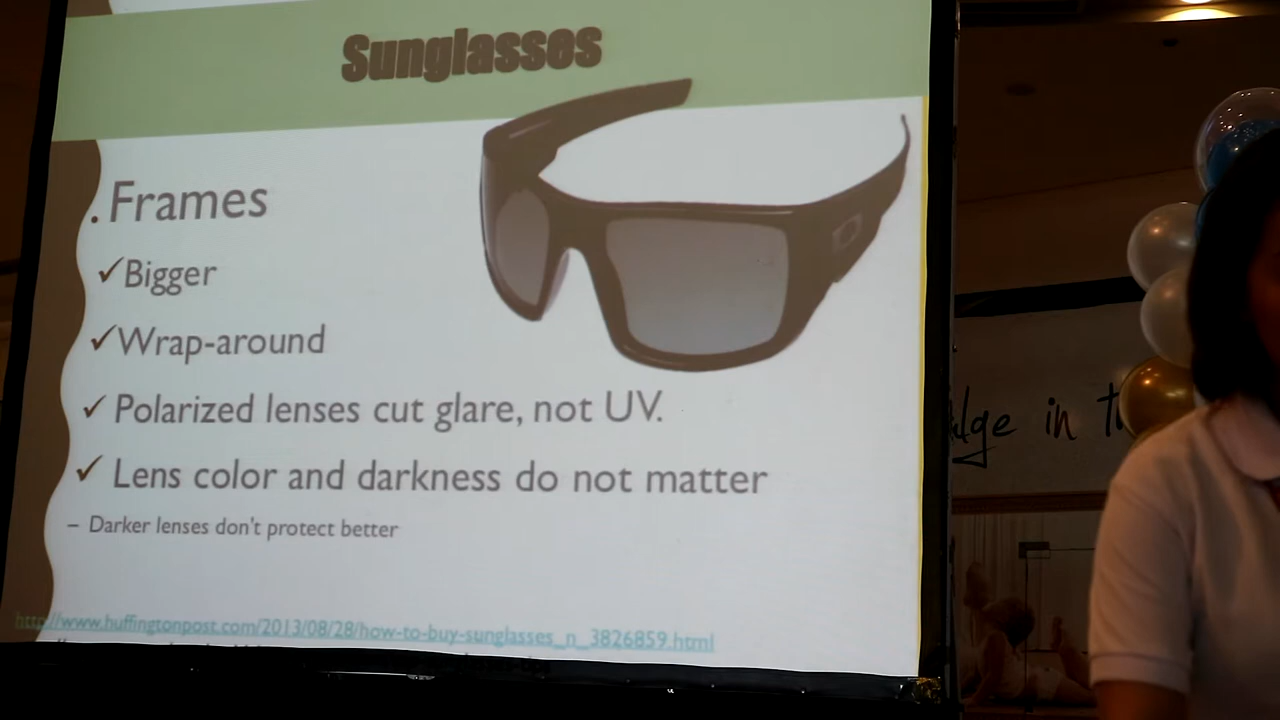 Sunglasses
. Frames
✓Bigger
✓Wrap-around
✓ Polarized lenses cut glare, not UV.
✓ Lens color and darkness do not matter
– Darker lenses don't protect better
http://www.huffingtonpost.com/2013/08/28/how-to-buy-sunglasses_n_3826859.html
in